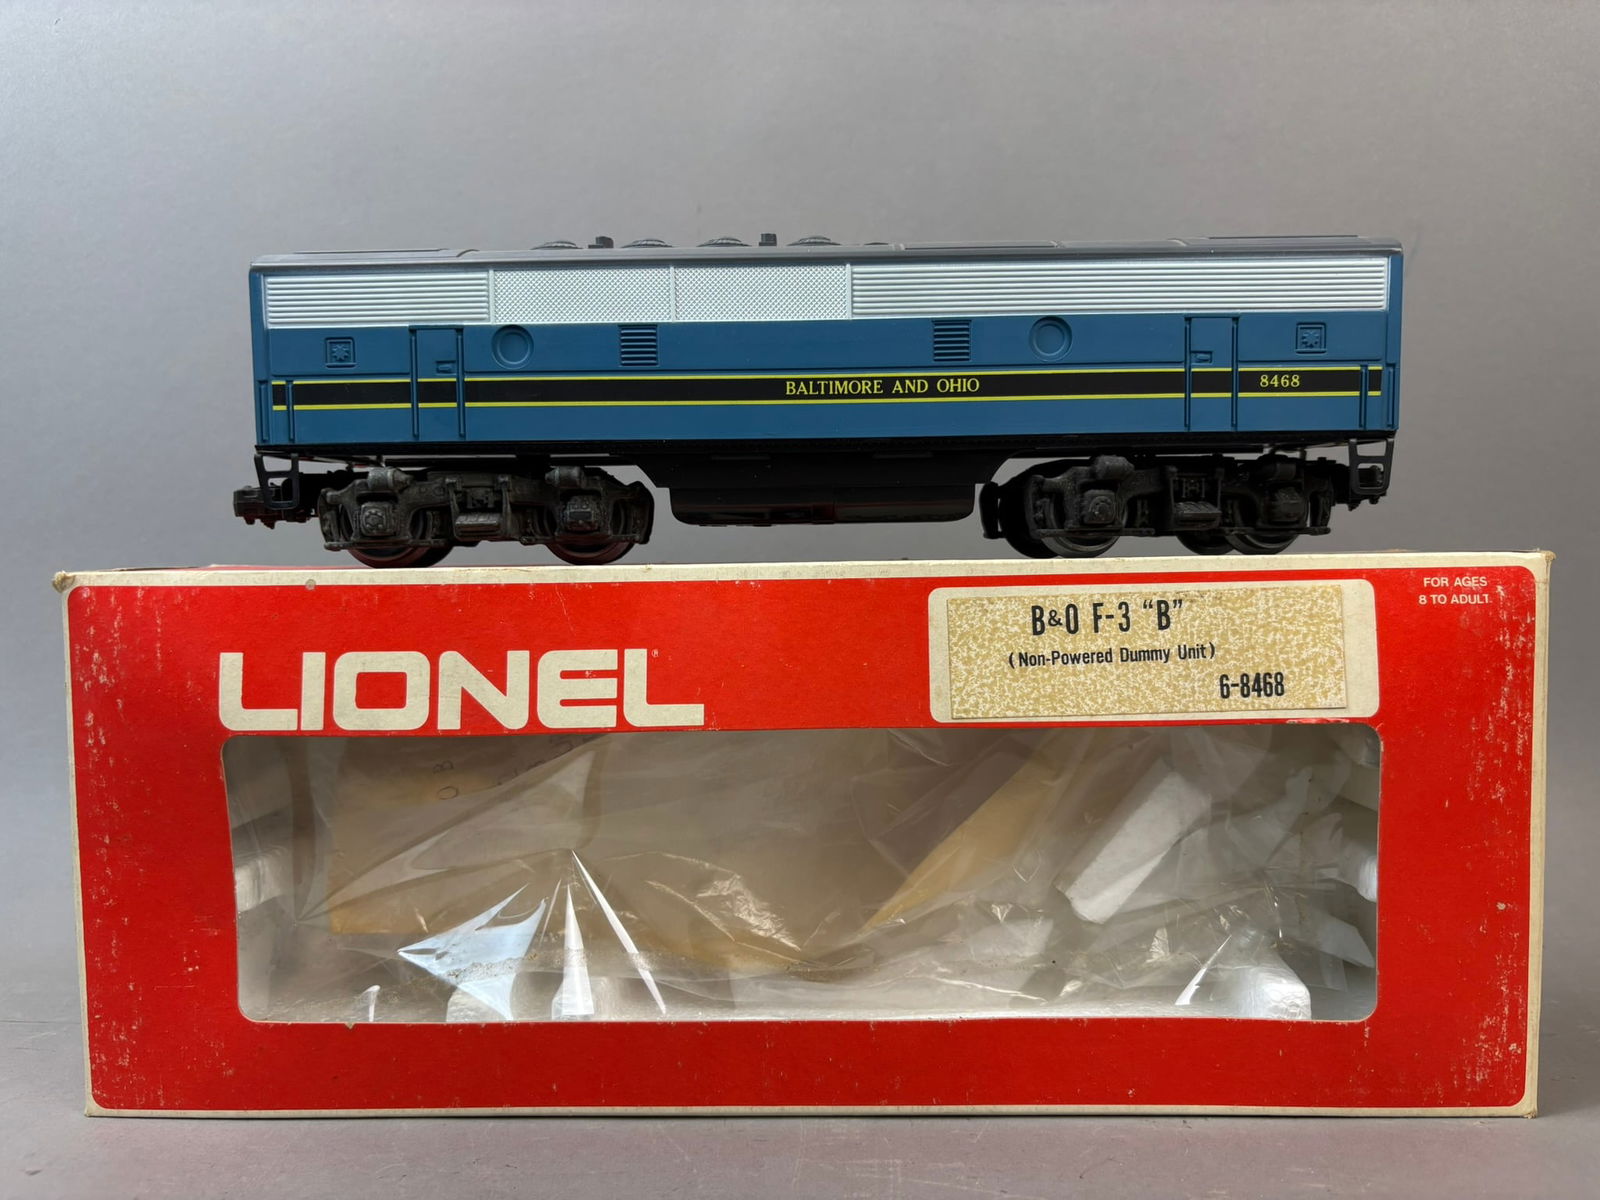 BALTIMORE AND OHIO
8468
FOR AGES
8 TO ADULT.
LIONEL®
B&O F-3 "B"
(Non-Powered Dummy Unit)
6-8468